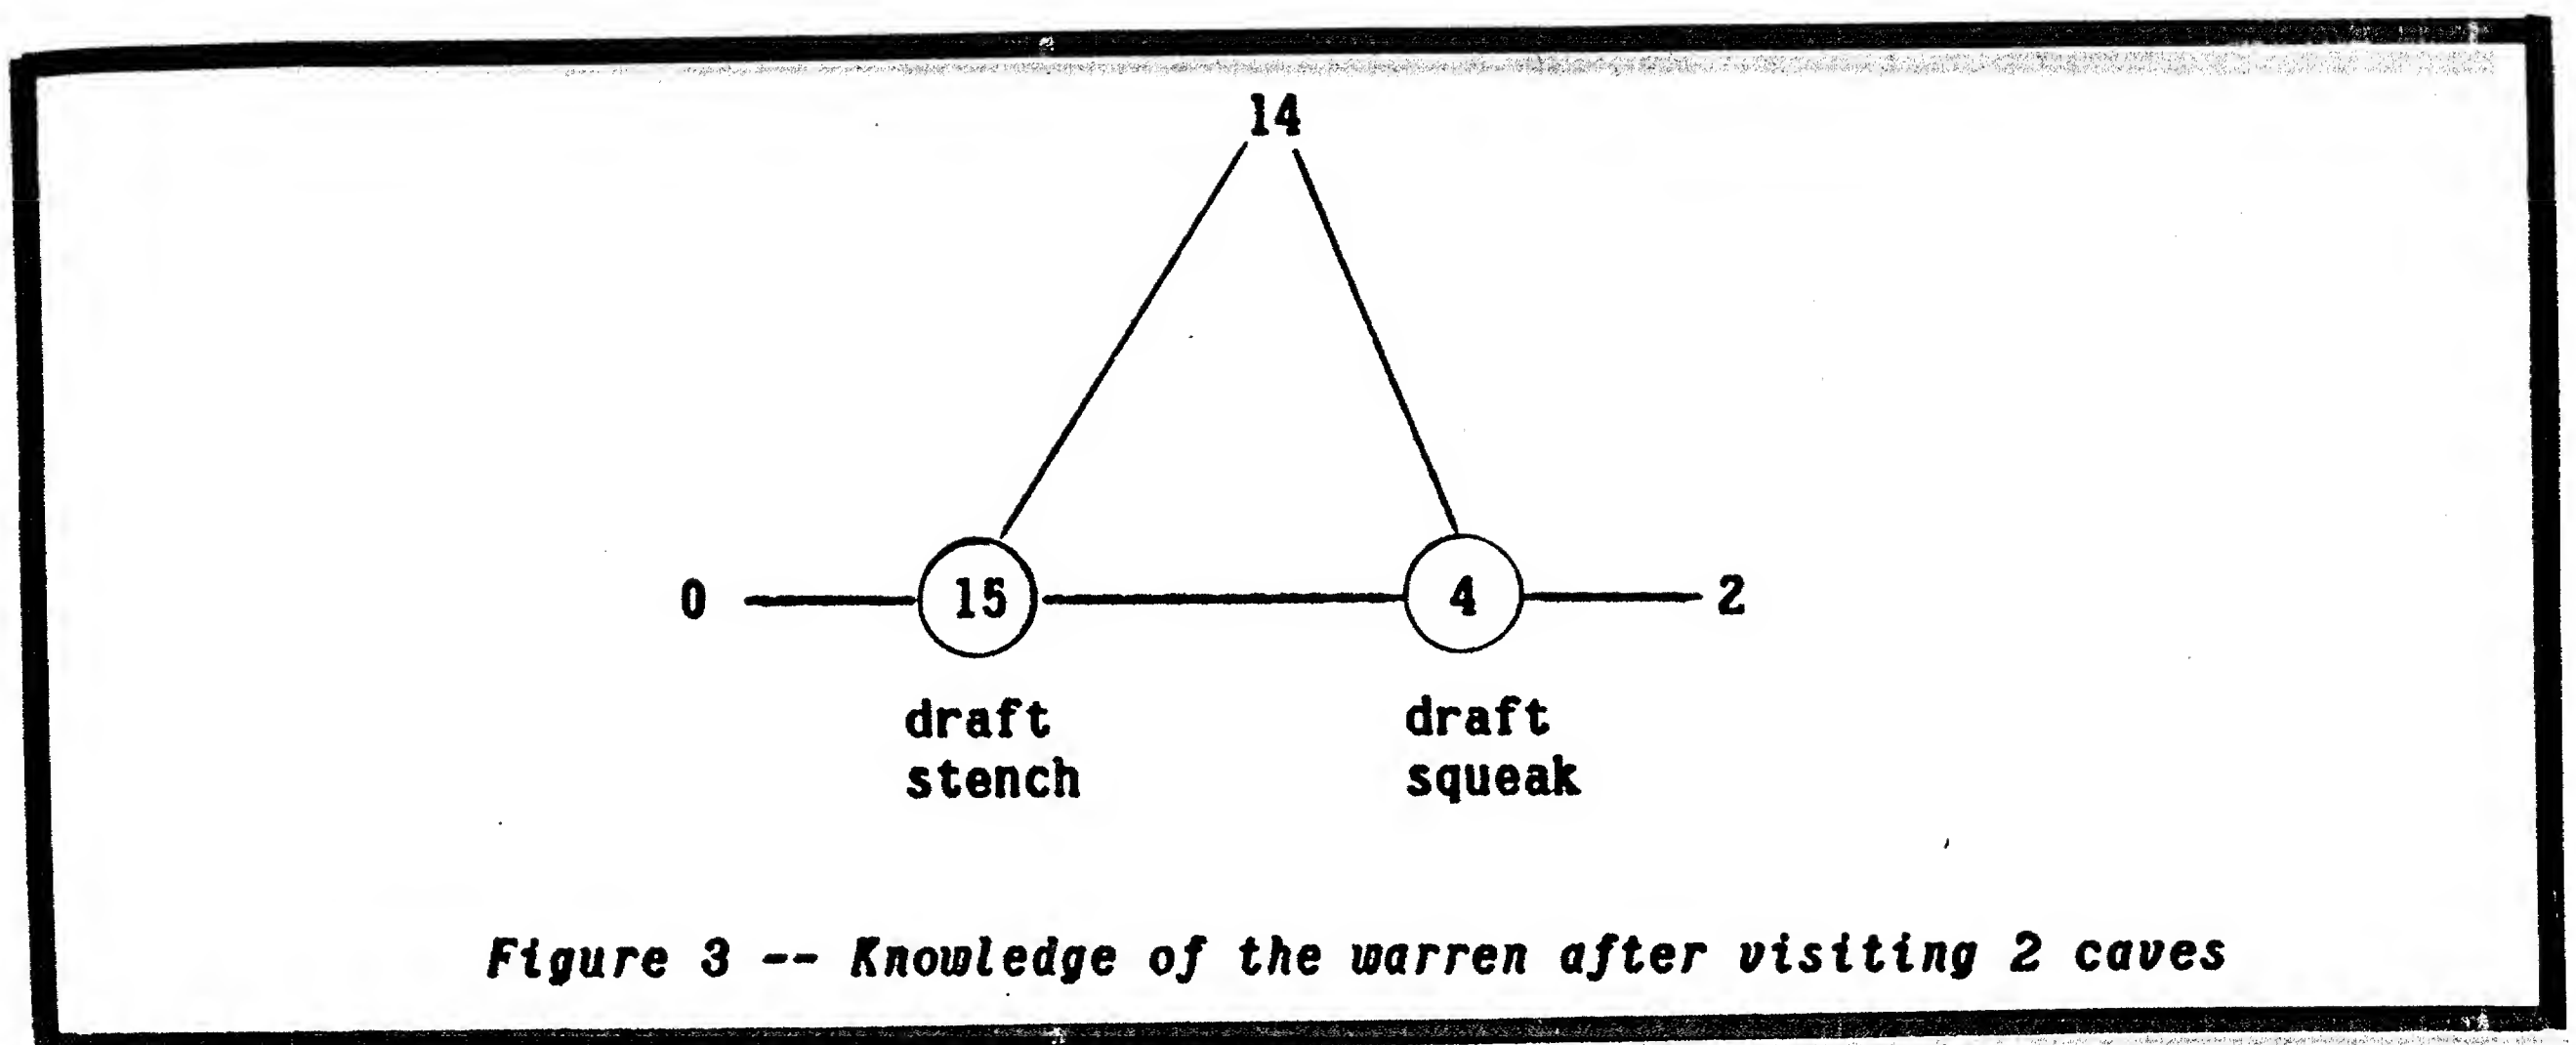 14
0 15 4 2
draft draft
stench squeak
Figure 3 -- Knowledge of the warren after visiting 2 caves